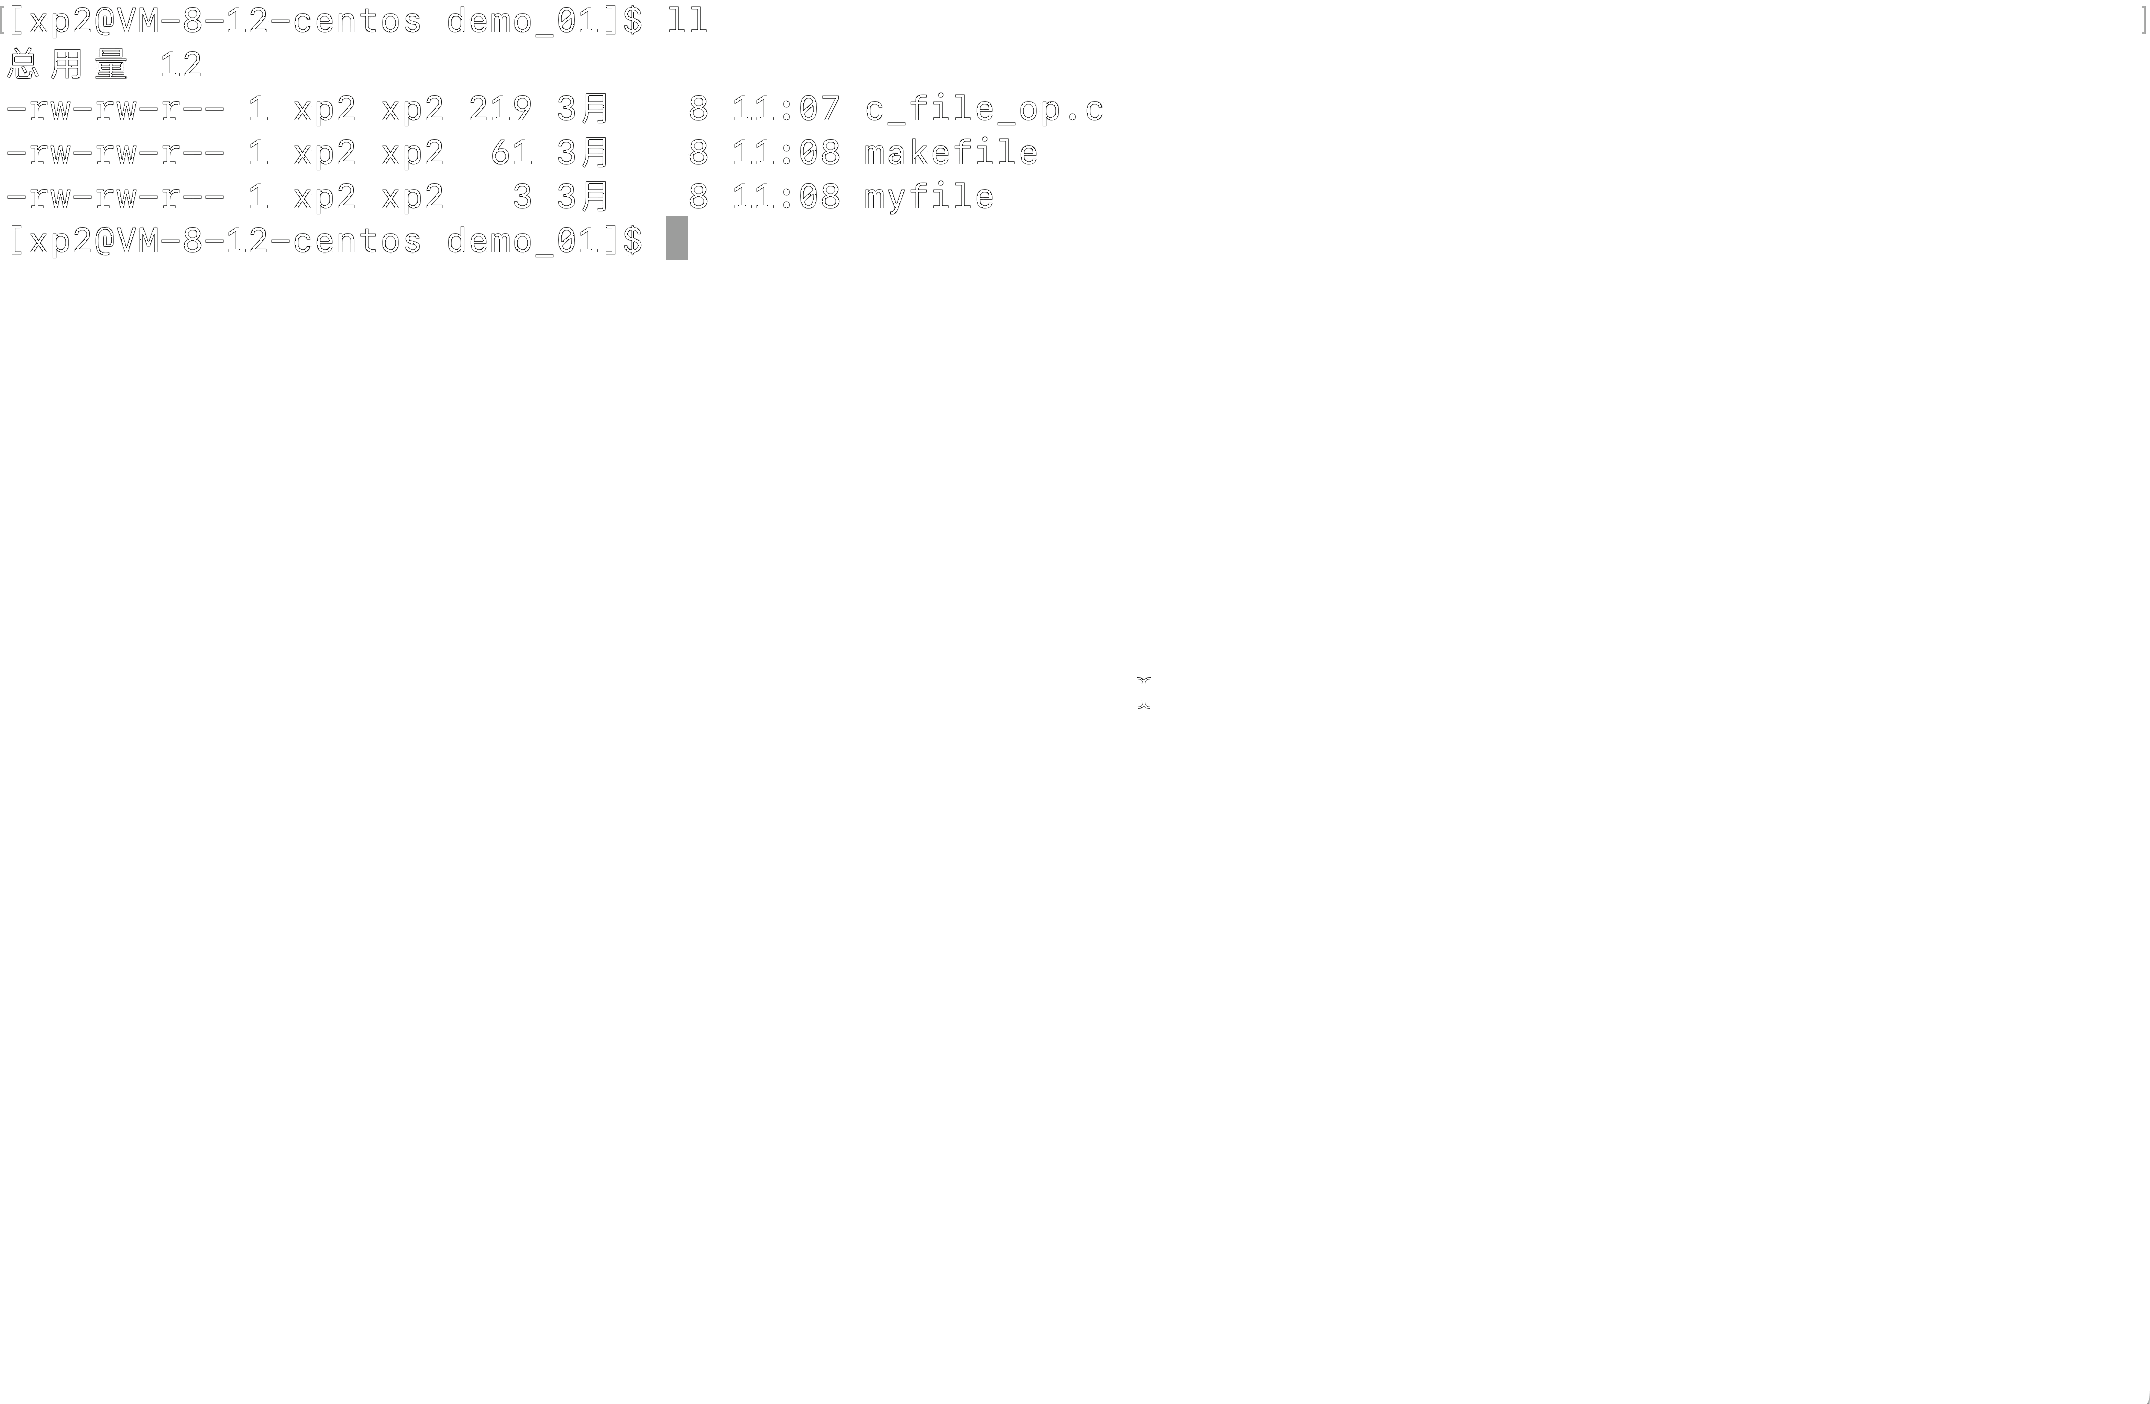 [[xp2@VM-8-12-centos demo_01]$ ll ]
总用量 12
-rw-rw-r-- 1 xp2 xp2 219 3月    8 11:07 c_file_op.c
-rw-rw-r-- 1 xp2 xp2  61 3月    8 11:08 makefile
-rw-rw-r-- 1 xp2 xp2   3 3月    8 11:08 myfile
[xp2@VM-8-12-centos demo_01]$